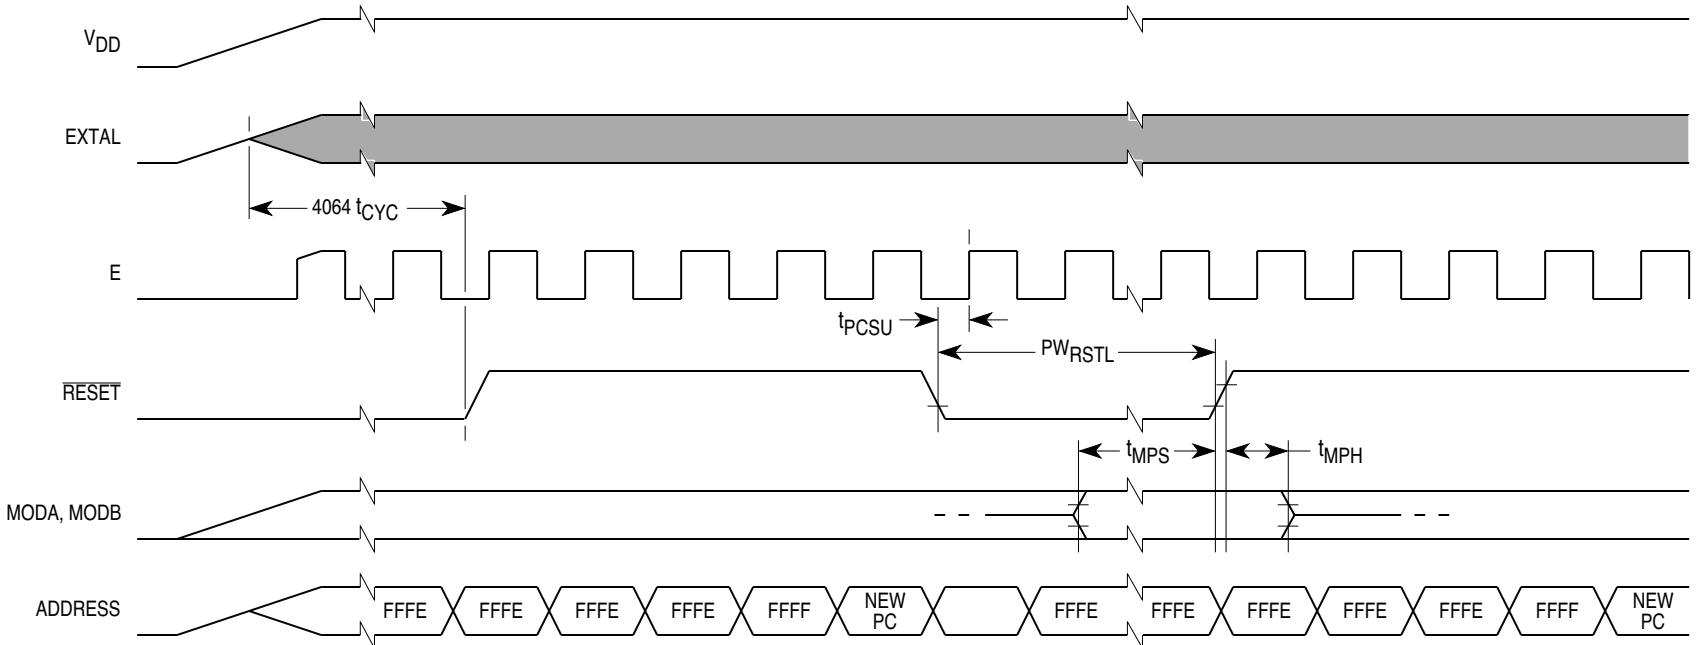 VDD
EXTAL
4064 tCYC
E
tPCSU
PWRSTL
RESET
tMPS
tMPH
MODA, MODB
ADDRESS
FFFE FFFE FFFE FFFE FFFF NEW PC FFFE FFFE FFFE FFFE FFFE FFFF NEW PC